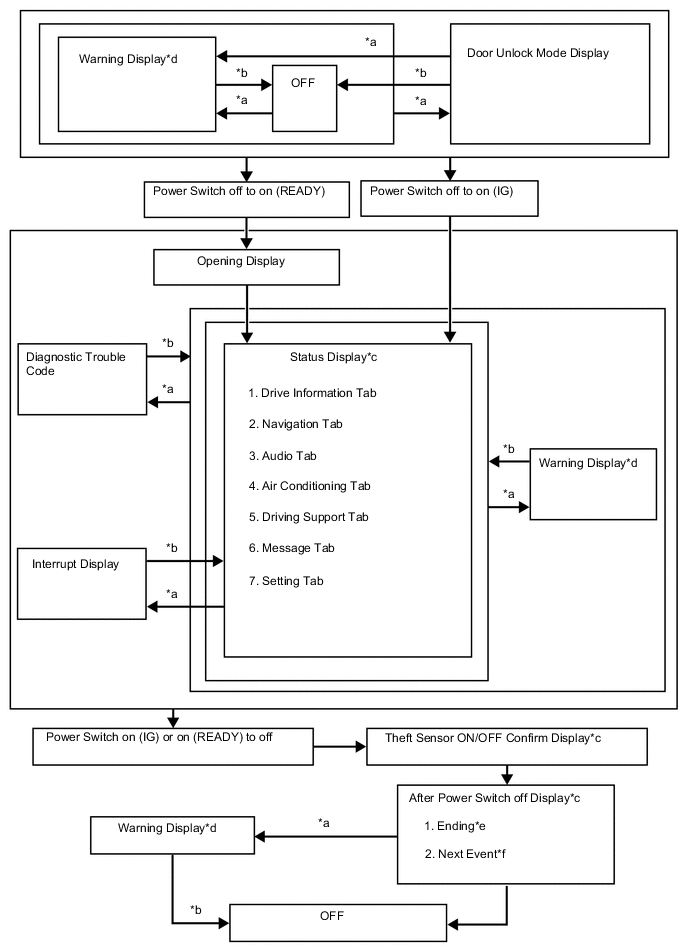 *a
Warning Display*d
Door Unlock Mode Display
*b
OFF
*b
*a
*a
Power Switch off to on (READY)
Power Switch off to on (IG)
Opening Display
Diagnostic Trouble
Code
*b
*a
Status Display*c
1. Drive Information Tab
2. Navigation Tab
3. Audio Tab
4. Air Conditioning Tab
5. Driving Support Tab
6. Message Tab
7. Setting Tab
*b
*a
Warning Display*d
Interrupt Display
*b
*a
Power Switch on (IG) or on (READY) to off
Theft Sensor ON/OFF Confirm Display*c
After Power Switch off Display*c
1. Ending*e
2. Next Event*f
*a
Warning Display*d
*b
OFF